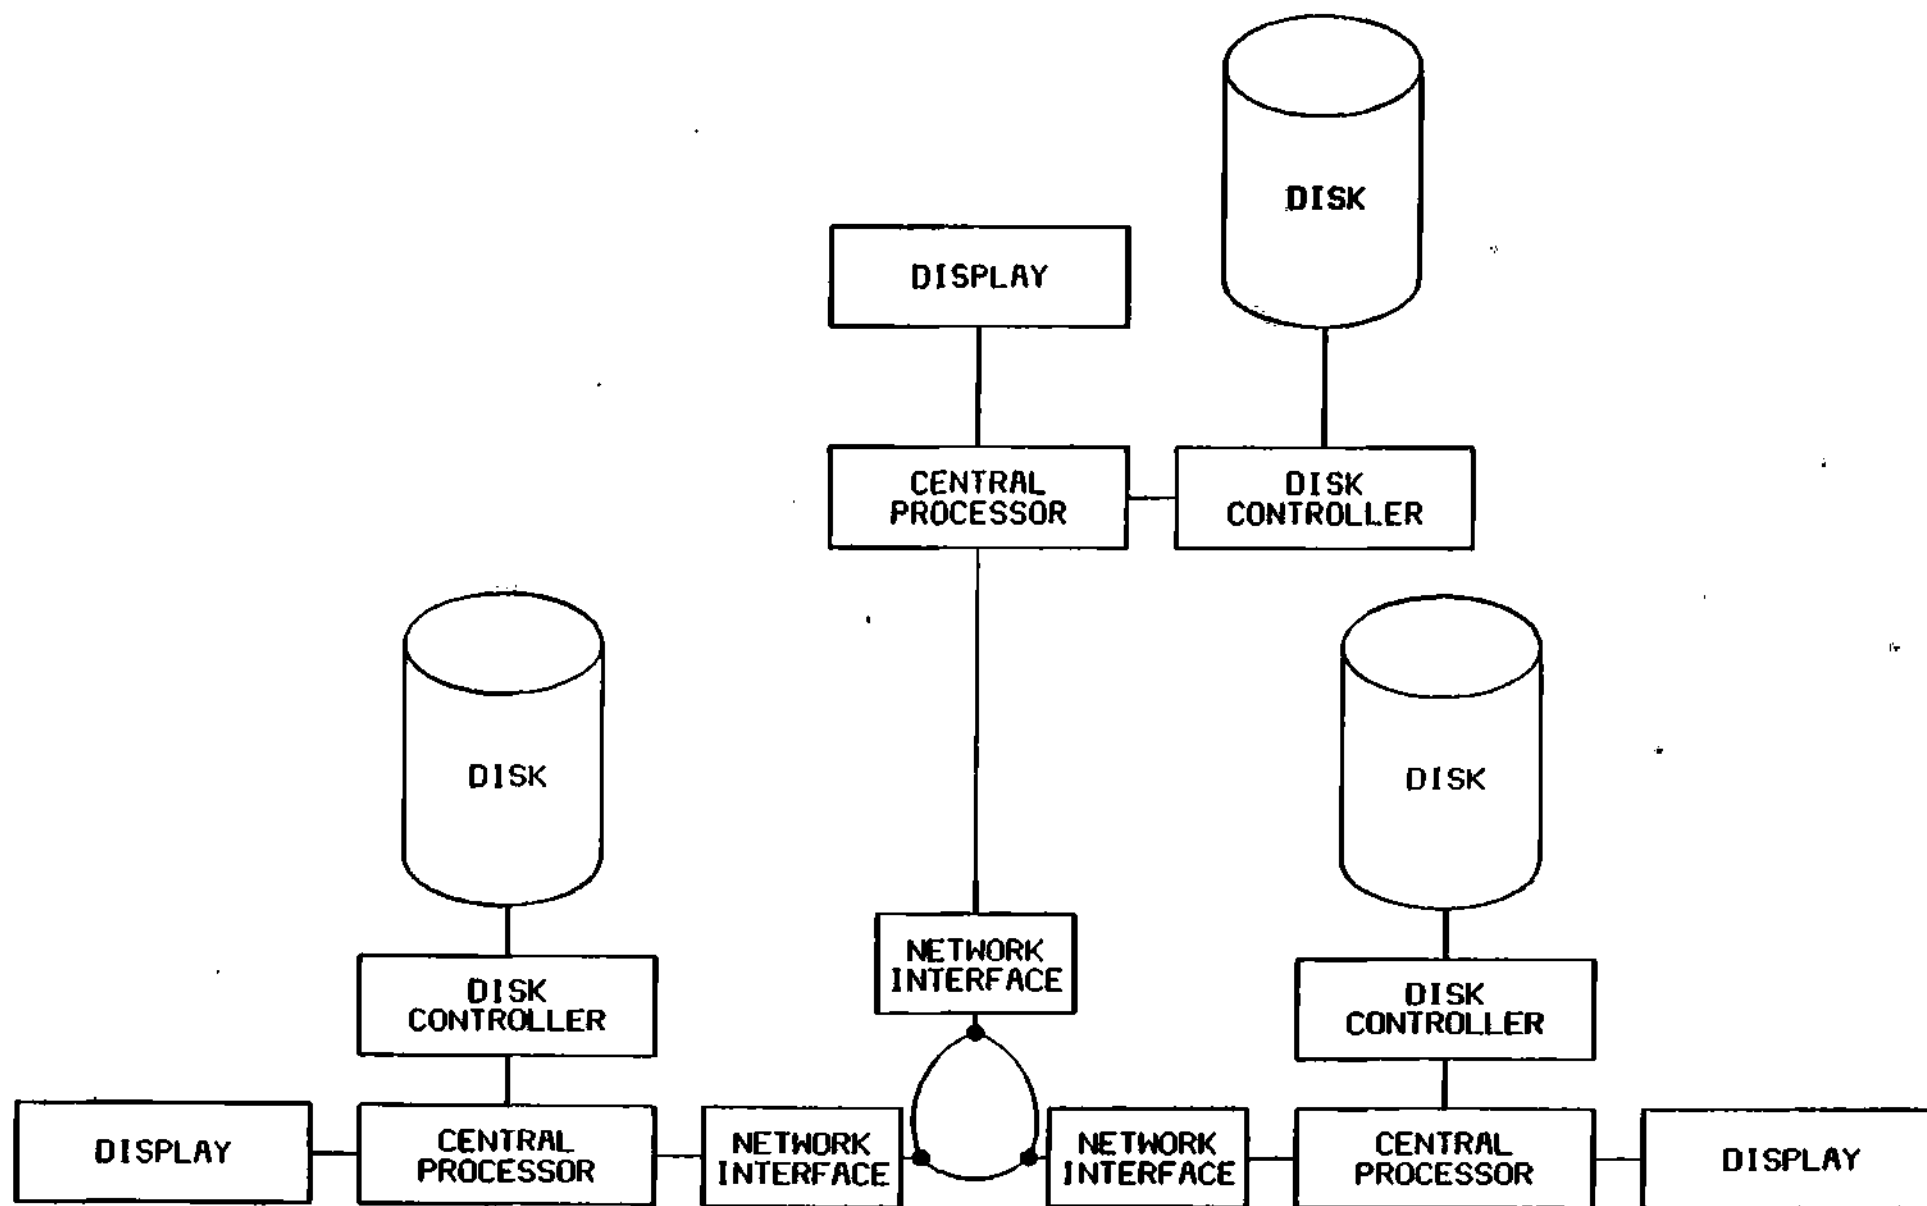 DISK
DISPLAY
CENTRAL
PROCESSOR
DISK
CONTROLLER
DISK
DISK
NETWORK
INTERFACE
DISK
CONTROLLER
DISK
CONTROLLER
DISPLAY
CENTRAL
PROCESSOR
NETWORK
INTERFACE
NETWORK
INTERFACE
CENTRAL
PROCESSOR
DISPLAY